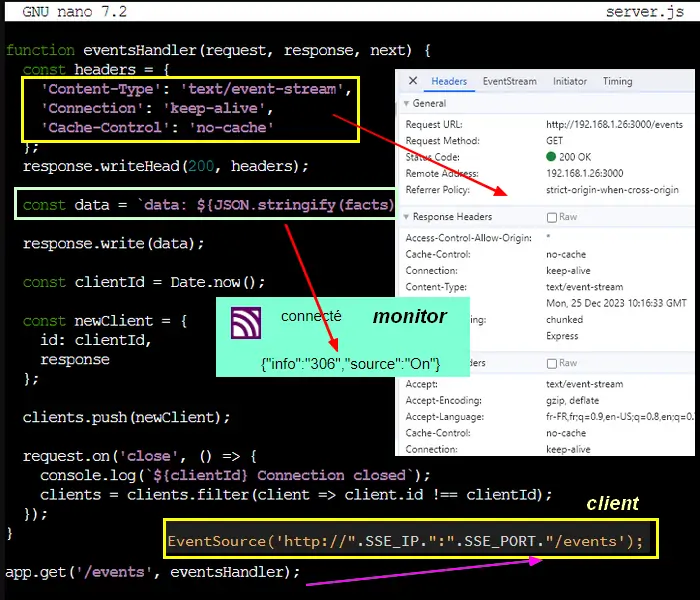 GNU nano 7.2
server.js
function eventsHandler(request, response, next) {
const headers = {
'Content-Type': 'text/event-stream',
'Connection': 'keep-alive',
'Cache-Control': 'no-cache'
};
response.writeHead(200, headers);
const data = `data: ${JSON.stringify(facts)
response.write(data);
const clientId = Date.now();
const newClient = {
id: clientId,
response
};
clients.push(newClient);
request.on('close', () => {
console.log(`${clientId} Connection closed`);
clients = clients.filter(client => client.id !== clientId);
});
}
app.get('/events', eventsHandler);
Headers EventStream Initiator Timing
General
Request URL: http://192.168.1.26:3000/events
Request Method: GET
Status Code: 200 OK
Remote Address: 192.168.1.26:3000
Referrer Policy: strict-origin-when-cross-origin
Response Headers Raw
Access-Control-Allow-Origin: *
Cache-Control: no-cache
Connection: keep-alive
Content-Type: text/event-stream
Mon, 25 Dec 2023 10:16:33 GMT
ng: chunked
Express
ders Raw
Accept: text/event-stream
Accept-Encoding: gzip, deflate
Accept-Language: fr-FR,fr;q=0.9,en-US;q=0.8,en;q=0.
Cache-Control: no-cache
Connection: keep-alive
connecté monitor
{"info":"306","source":"On"}
client
EventSource('http://".SSE_IP.":".SSE_PORT."/events');